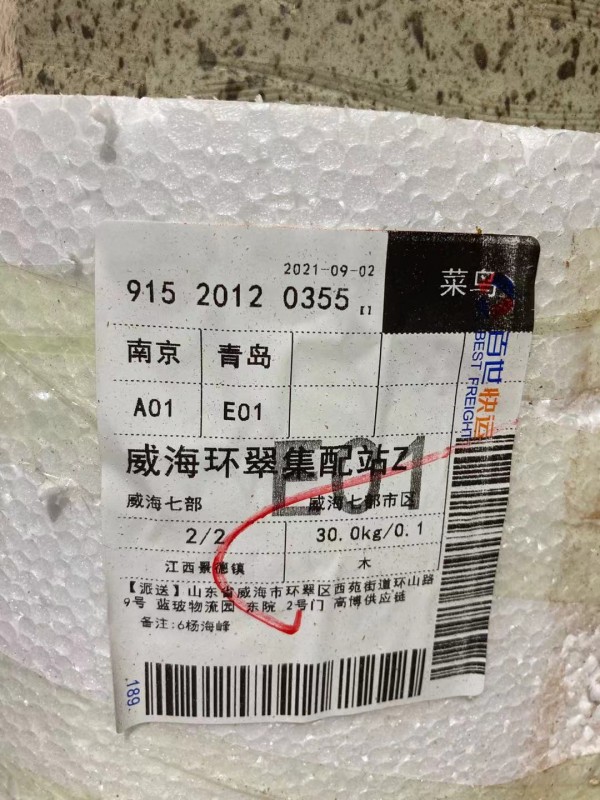 2021-09-02
菜鸟
915 2012 0355
百世快运
BEST FREIGHT
南京 青岛
A01 E01
威海环翠集配站Z
E01
威海七部 威海七部市区
2/2 30.0kg/0.1
江西景德镇 木
【派送】山东省威海市环翠区西苑街道环山路
9号 蓝玻物流园 东院 2号门 高博供应链
备注:6杨海峰
189